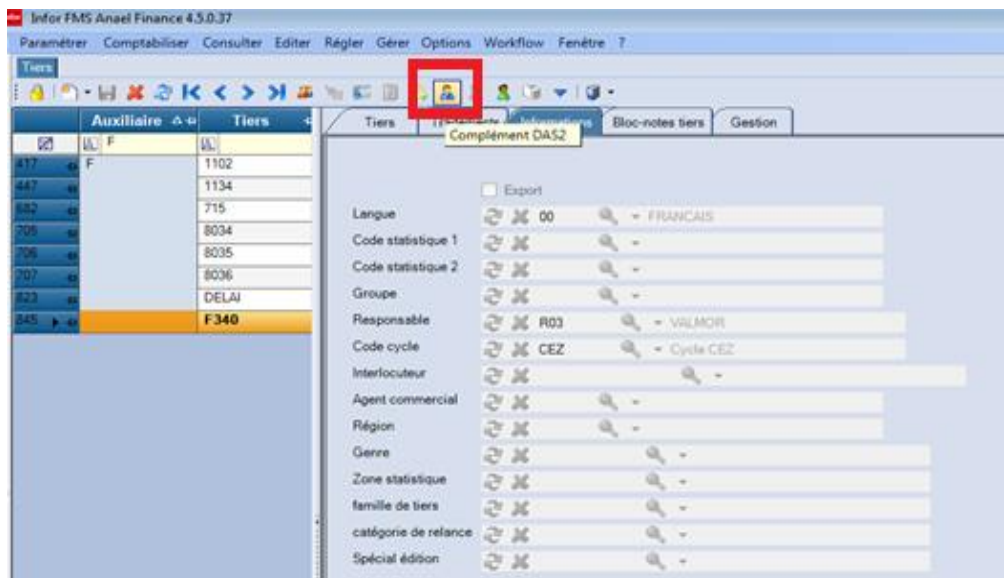 infor Infor FMS Anael Finance 4.5.0.37
Paramétrer Comptabiliser Consulter Editer Régler Gérer Options Workflow Fenêtre ?
Tiers
Auxiliaire Tiers
Tiers Informations Bloc-notes tiers Gestion
Complément DAS2
F
417 F 1102
447 1134
682 715
705 8034
706 8035
707 8036
823 DELAI
845 F340
Export
Langue 00 FRANCAIS
Code statistique 1
Code statistique 2
Groupe
Responsable R03 VALMOR
Code cycle CEZ Cycle CEZ
Interlocuteur
Agent commercial
Région
Genre
Zone statistique
famille de tiers
catégorie de relance
Spécial édition